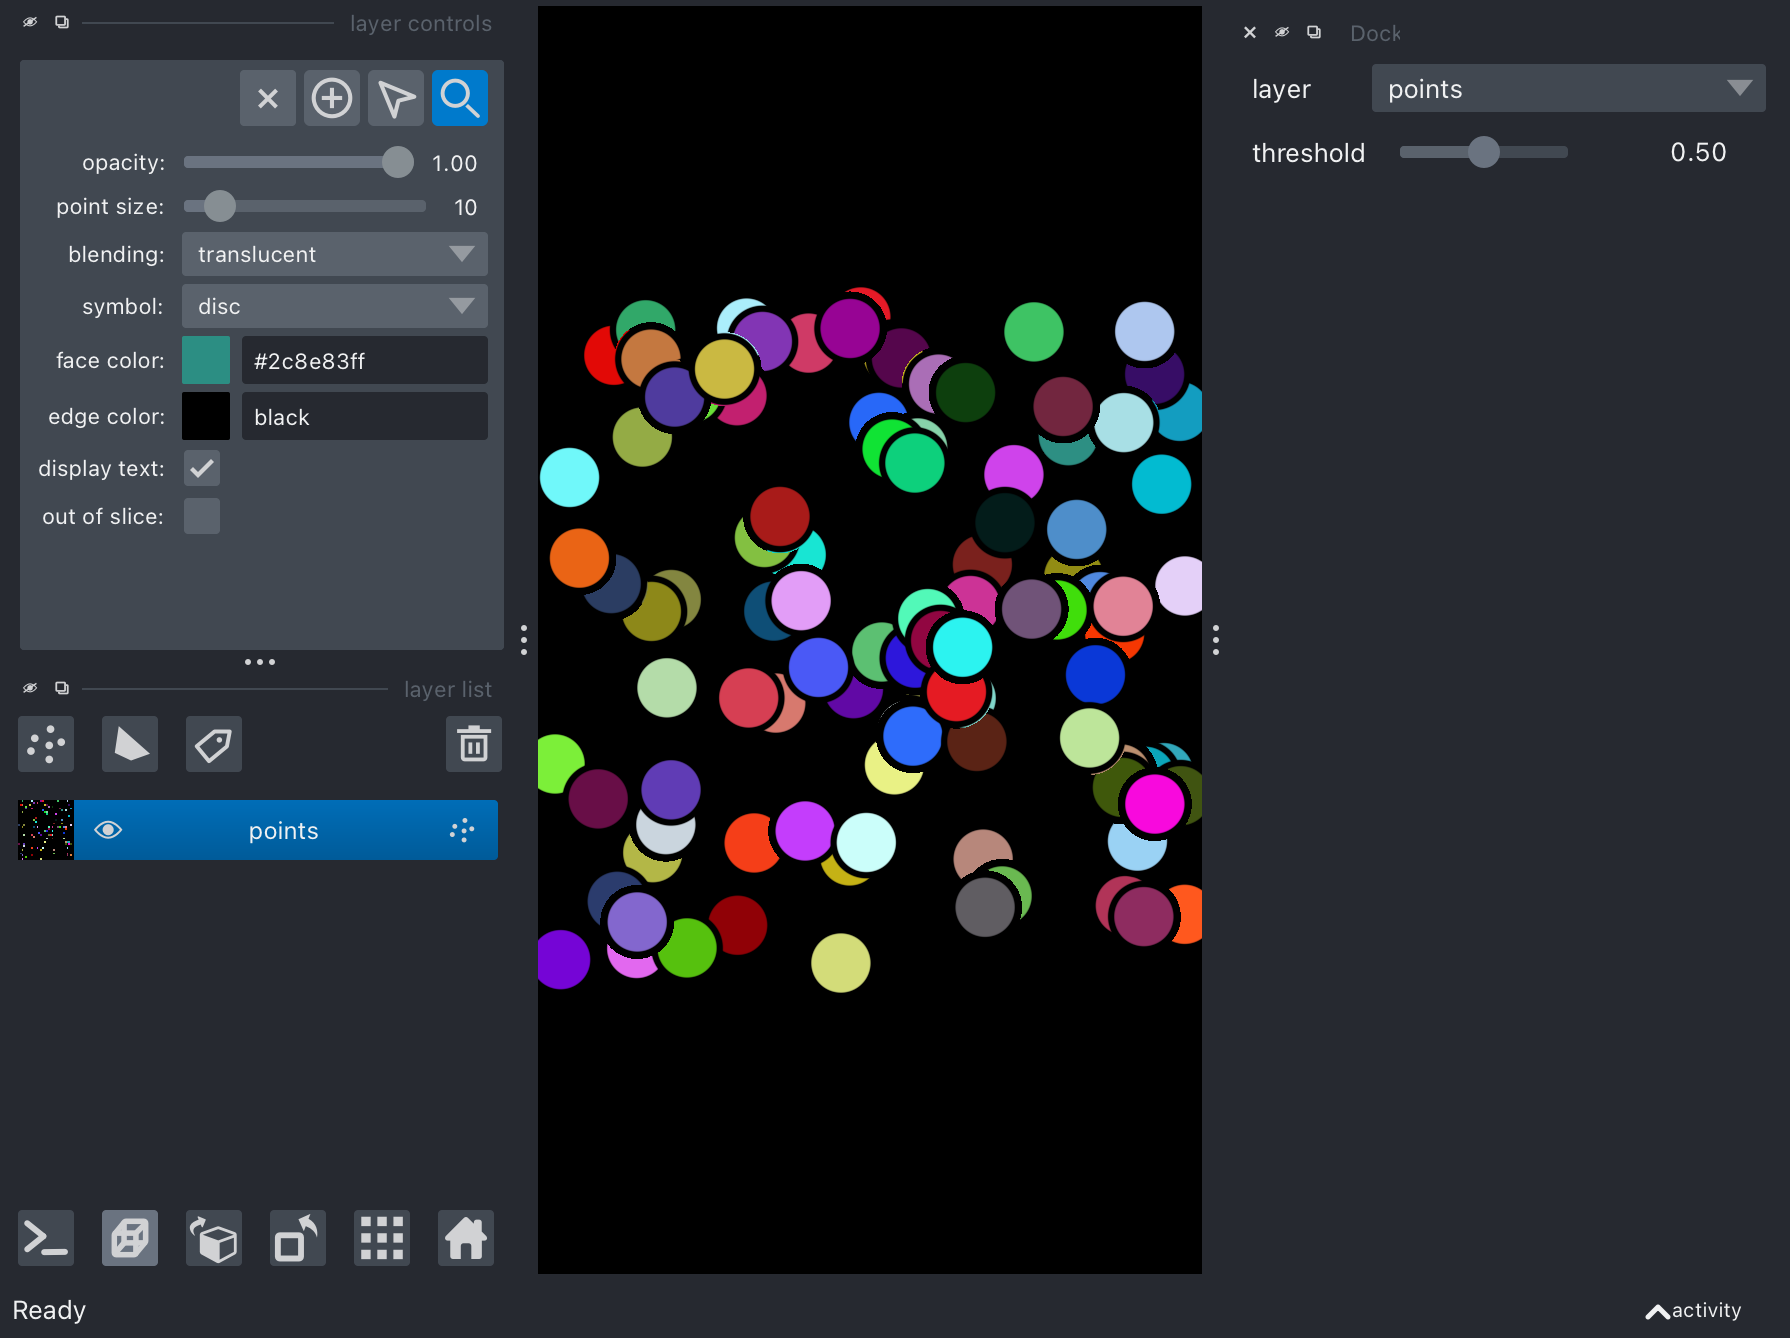 layer controls
opacity: 1.00
point size: 10
blending: translucent
symbol: disc
face color: #2c8e83ff
edge color: black
display text:
out of slice:
layer list
points
Ready
Dock
layer points
threshold 0.50
activity